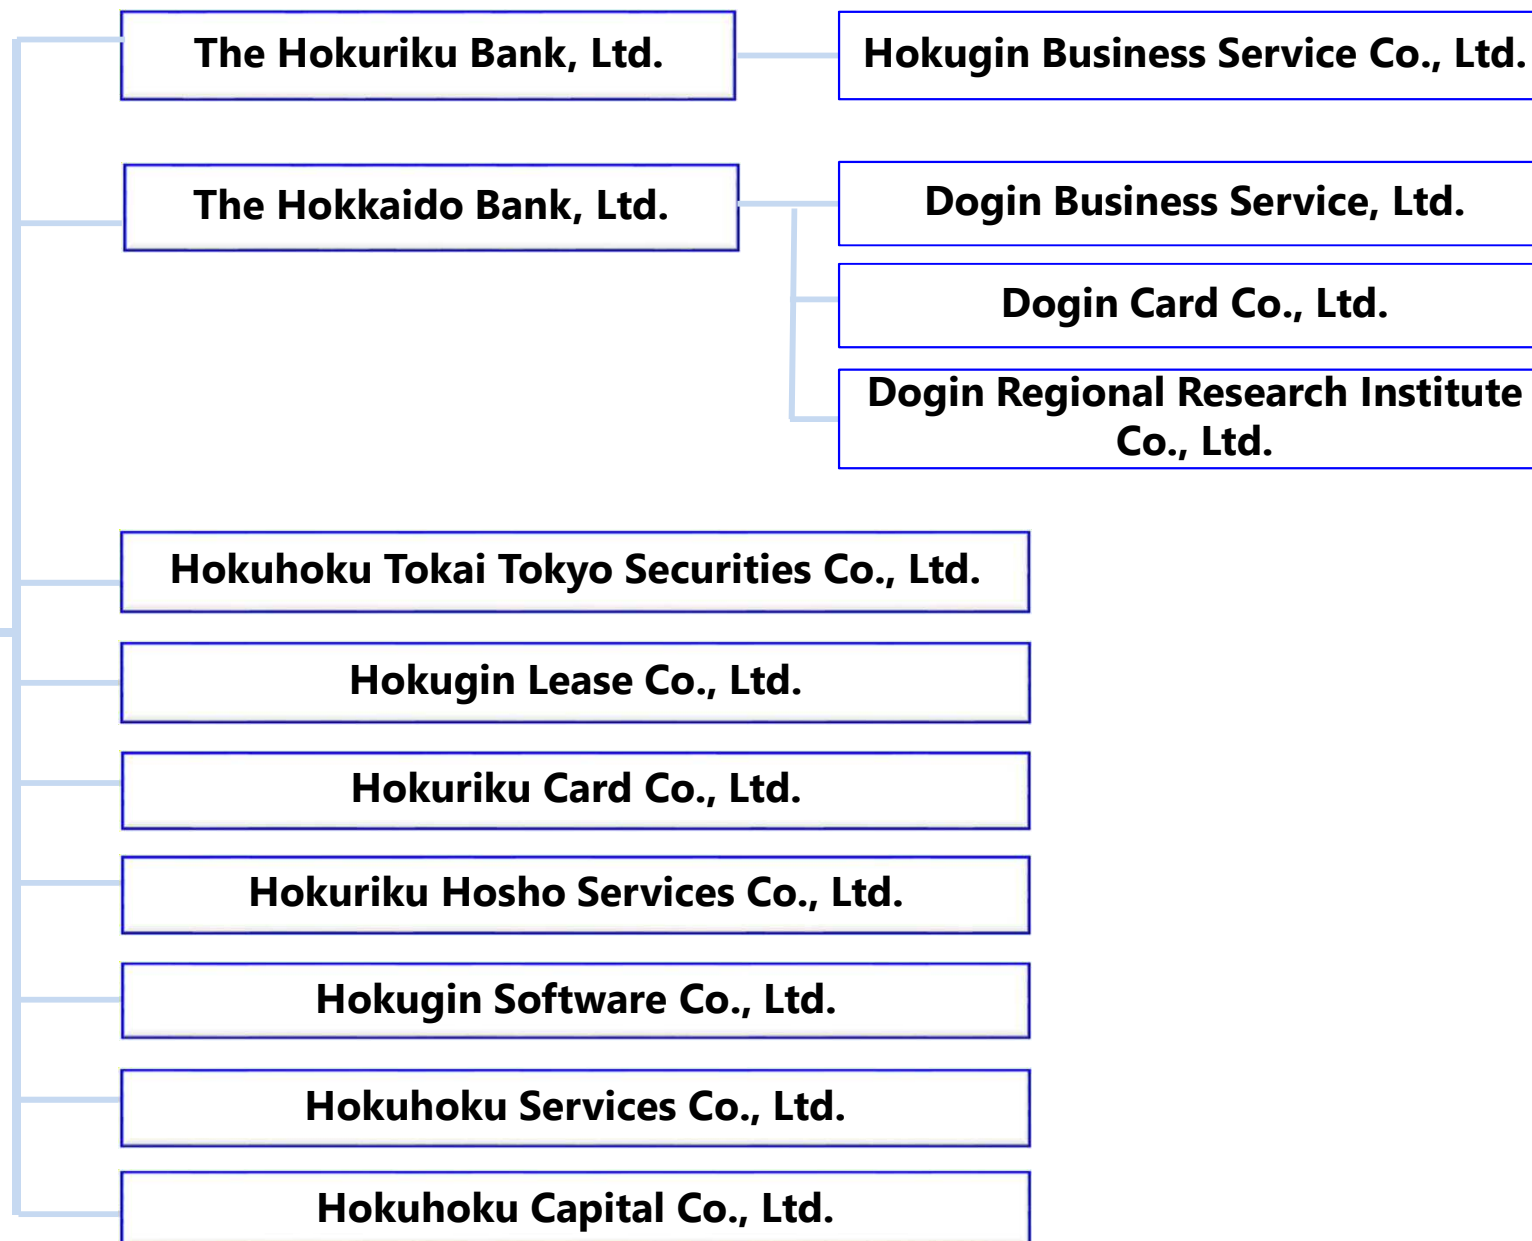 The Hokuriku Bank, Ltd.
Hokugin Business Service Co., Ltd.
The Hokkaido Bank, Ltd.
Dogin Business Service, Ltd.
Dogin Card Co., Ltd.
Dogin Regional Research Institute
Co., Ltd.
Hokuhoku Tokai Tokyo Securities Co., Ltd.
Hokugin Lease Co., Ltd.
Hokuriku Card Co., Ltd.
Hokuriku Hosho Services Co., Ltd.
Hokugin Software Co., Ltd.
Hokuhoku Services Co., Ltd.
Hokuhoku Capital Co., Ltd.